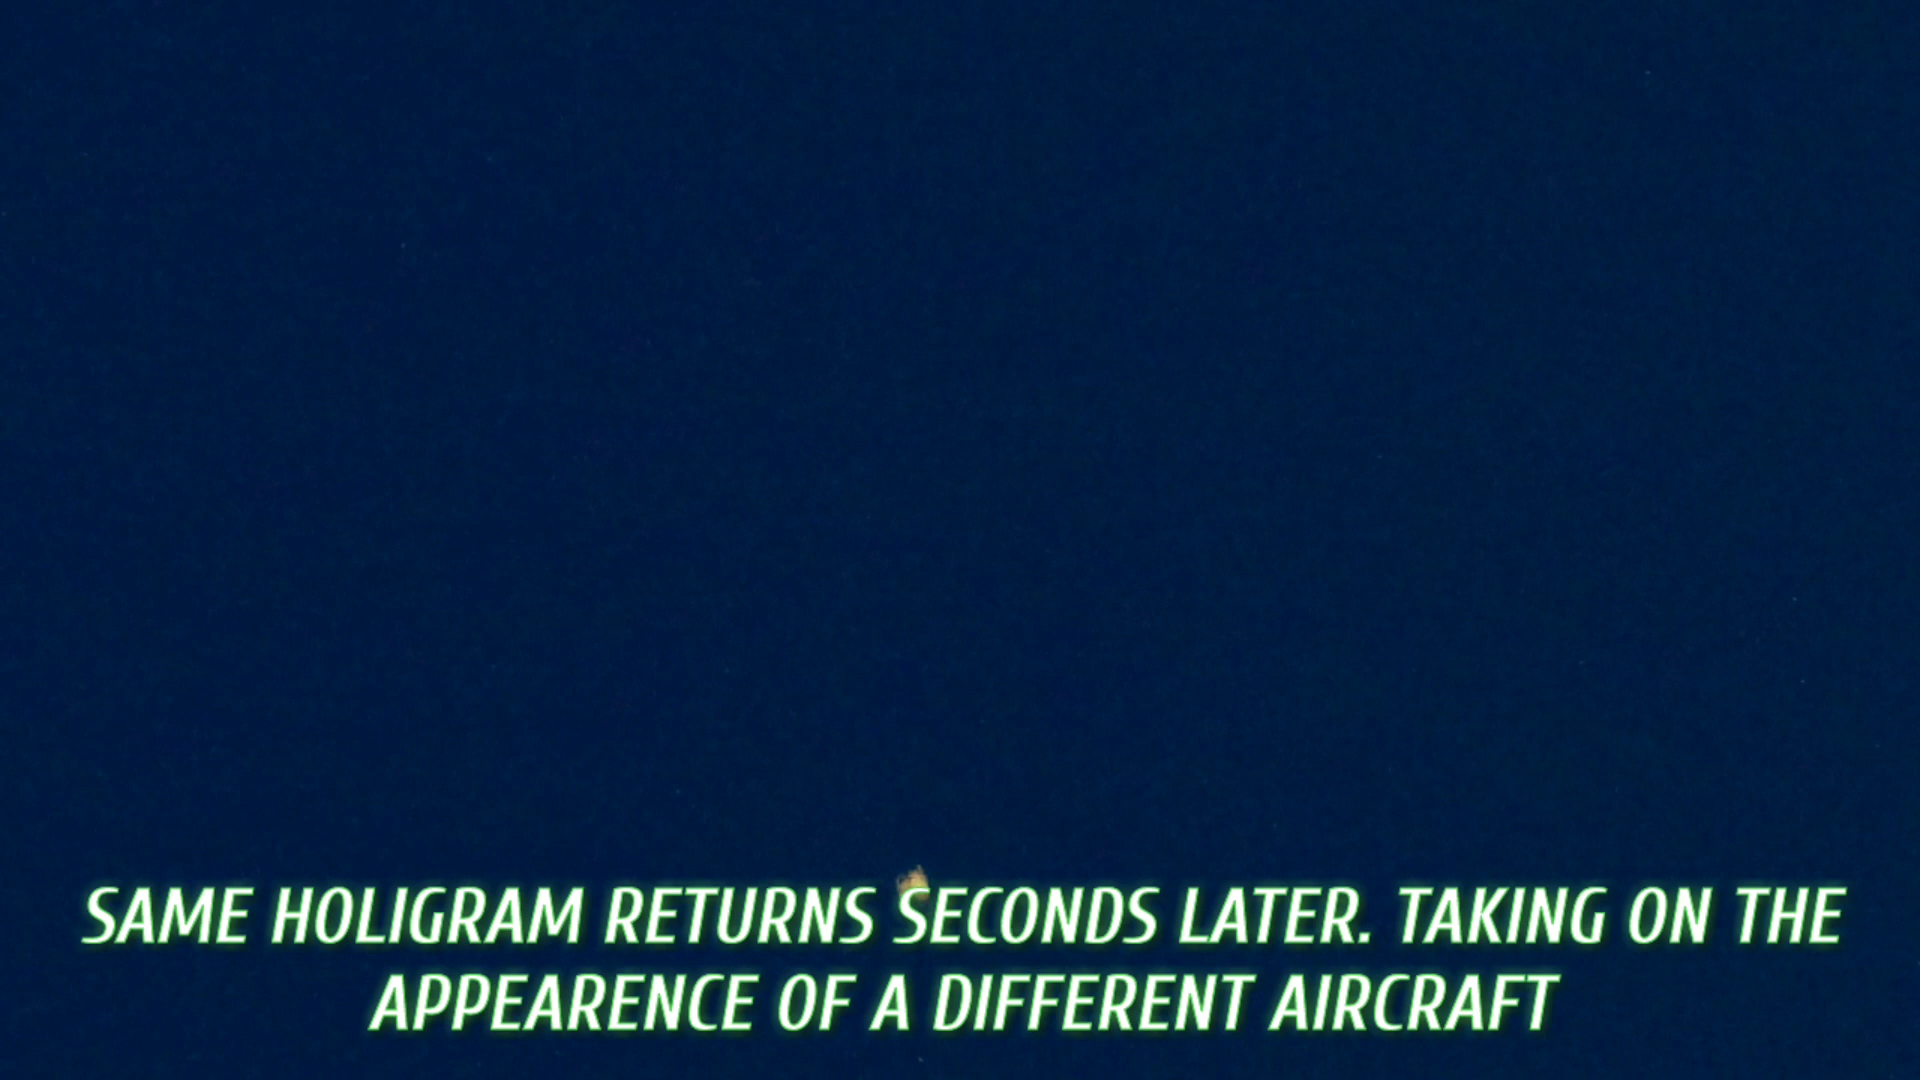 SAME HOLIGRAM RETURNS SECONDS LATER. TAKING ON THE
APPEARENCE OF A DIFFERENT AIRCRAFT